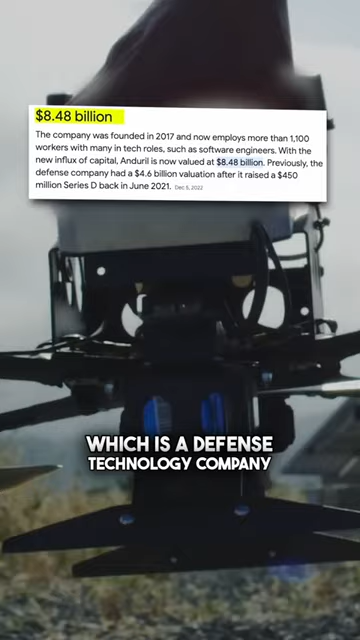 $8.48 billion
The company was founded in 2017 and now employs more than 1,100
workers with many in tech roles, such as software engineers. With the
new influx of capital, Anduril is now valued at $8.48 billion. Previously, the
defense company had a $4.6 billion valuation after it raised a $450
million Series D back in June 2021. Dec 5, 2022
WHICH IS A DEFENSE
TECHNOLOGY COMPANY